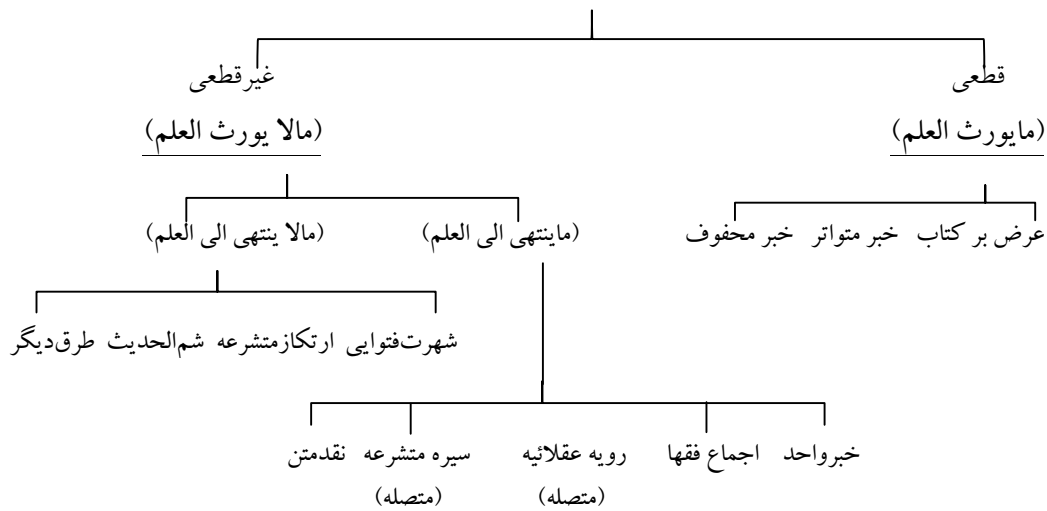 قطعی
غیرقطعی
(مایورث العلم)
(مالا یورث العلم)
عرض بر کتاب خبر متواتر خبر محفوف
(ماینتهی الی العلم)
(مالا ینتهی الی العلم)
شهرت‌فتوایی ارتکازمتشرعه شم‌الحدیث طرق‌دیگر
خبرواحد اجماع فقها رویه عقلائیه سیره متشرعه نقدمتن
(متصله) (متصله)